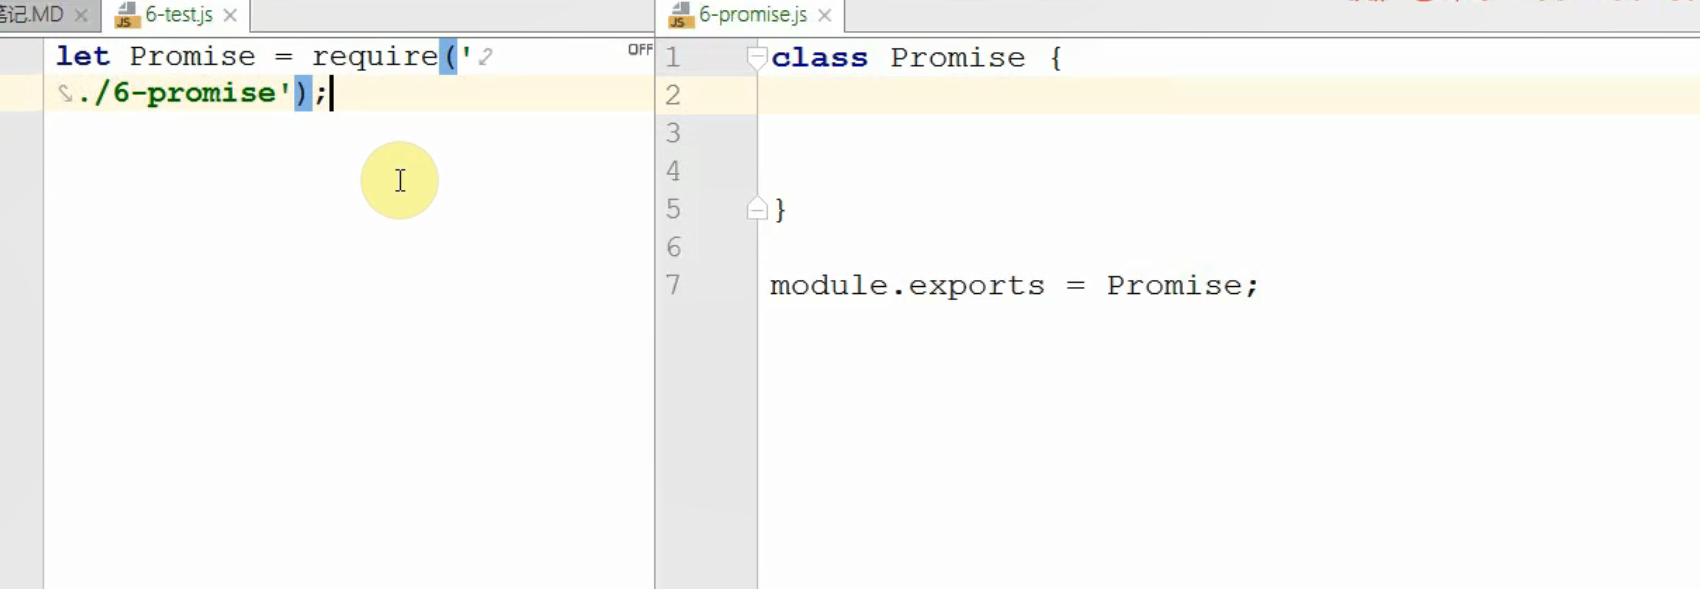 笔记.MD
6-test.js
6-promise.js
let Promise = require('
./6-promise');
OFF
1 class Promise {
2
3
4
5 }
6
7 module.exports = Promise;